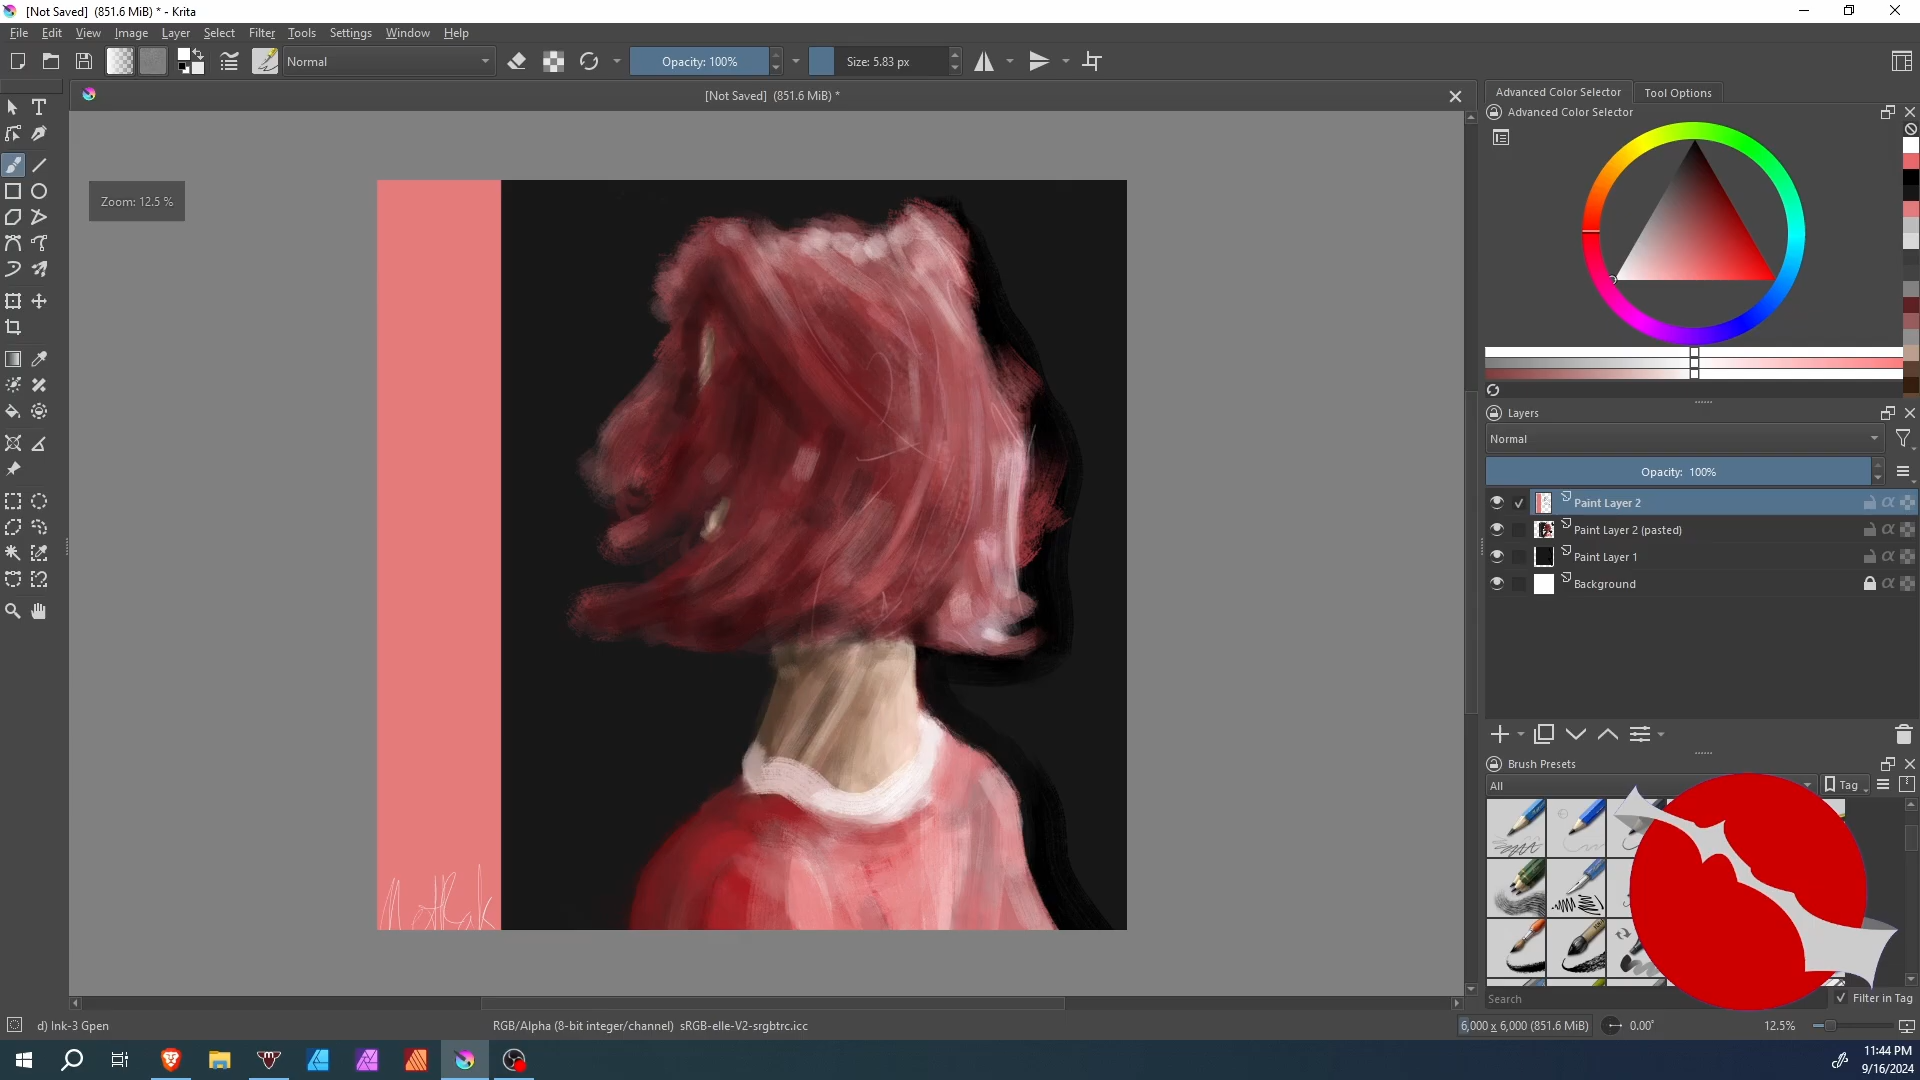 [Not Saved]  (851.6 MiB) * - Krita
File Edit View Image Layer Select Filter Tools Settings Window Help
Normal
Opacity: 100%
Size: 5.83 px
[Not Saved]  (851.6 MiB) *
Advanced Color Selector
Tool Options
Advanced Color Selector
Zoom: 12.5 %
Layers
Normal
Opacity:  100%
Paint Layer 2
Paint Layer 2 (pasted)
Paint Layer 1
Background
Brush Presets
All
Tag
Search
Filter in Tag
d) Ink-3 Gpen
RGB/Alpha (8-bit integer/channel)  sRGB-elle-V2-srgbtrc.icc
6,000 x 6,000 (851.6 MiB)
0.00°
12.5%
11:44 PM
9/16/2024